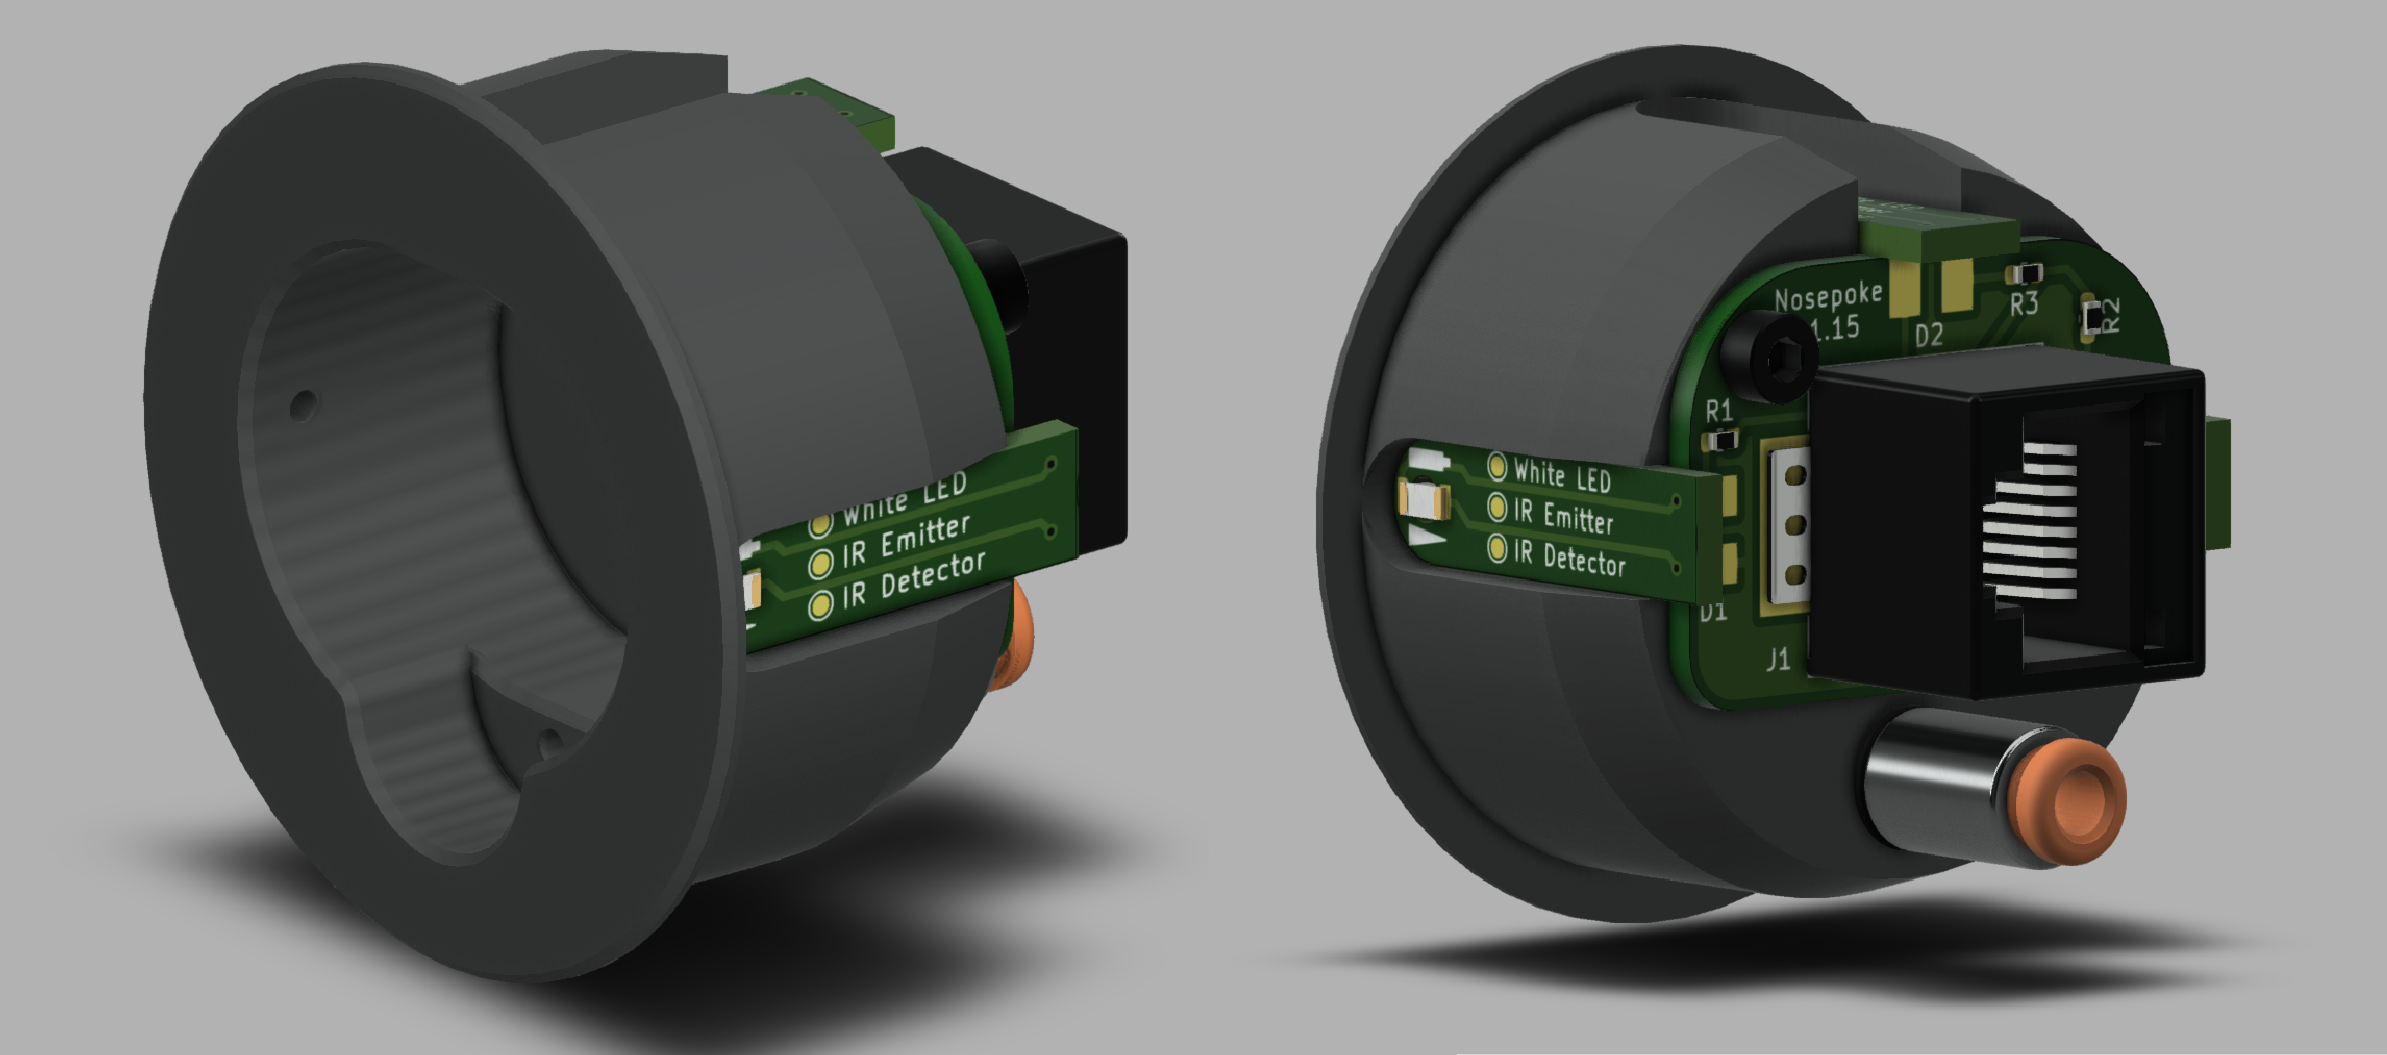 White LED
IR Emitter
IR Detector
Nosepoke
1.15
R3
R2
D2
R1
White LED
IR Emitter
IR Detector
D1
J1